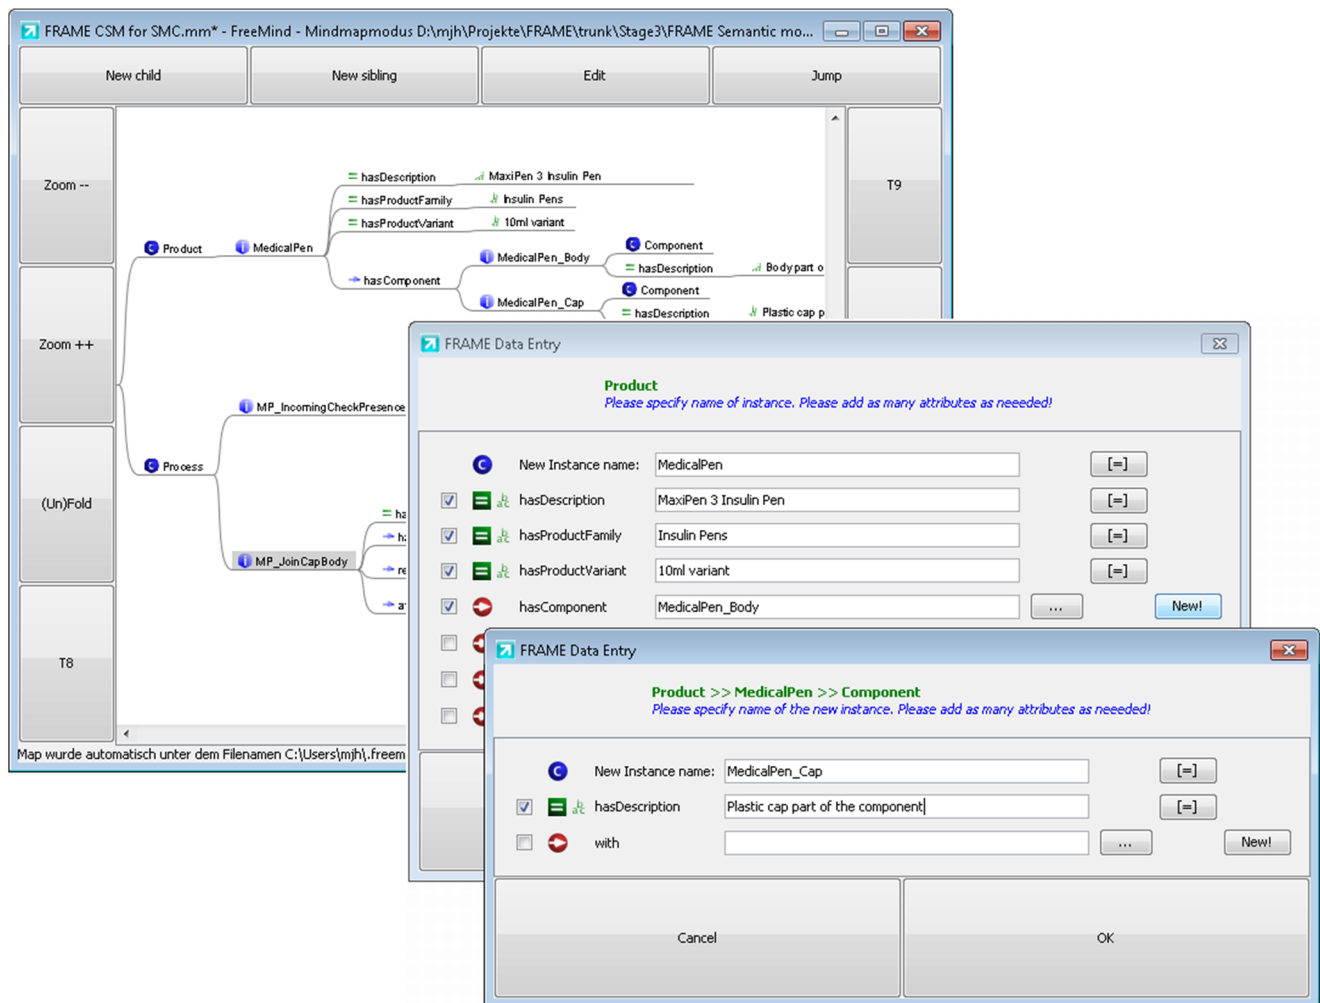 FRAME CSM for SMC.mm* - FreeMind - Mindmapmodus D:\mjh\Projekte\FRAME\trunk\Stage3\FRAME Semantic mo...
New child
New sibling
Edit
Jump
Zoom --
Zoom ++
(Un)Fold
T8
T9
hasDescription MaxiPen 3 Insulin Pen
hasProductFamily Insulin Pens
hasProductVariant 10ml variant
Product MedicalPen
hasComponent
MedicalPen_Body
Component
hasDescription Body part o
MedicalPen_Cap
Component
hasDescription Plastic cap p
Process
MP_IncomingCheckPresence
MP_JoinCapBody
ha
ha
re
a
Map wurde automatisch unter dem Filenamen C:\Users\mjh\.freem
FRAME Data Entry
Product
Please specify name of instance. Please add as many attributes as neeeded!
New Instance name: MedicalPen [=]
hasDescription MaxiPen 3 Insulin Pen [=]
hasProductFamily Insulin Pens [=]
hasProductVariant 10ml variant [=]
hasComponent MedicalPen_Body ... New!
FRAME Data Entry
Product >> MedicalPen >> Component
Please specify name of the new instance. Please add as many attributes as neeeded!
New Instance name: MedicalPen_Cap [=]
hasDescription Plastic cap part of the component [=]
with ... New!
Cancel
OK